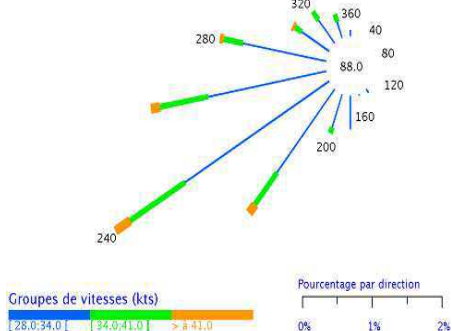 320
360
40
280
80
88.0
120
160
200
240
Groupes de vitesses (kts)
[ 28.0:34.0 [ [ 34.0:41.0 [ > à 41.0
Pourcentage par direction
0% 1% 2%